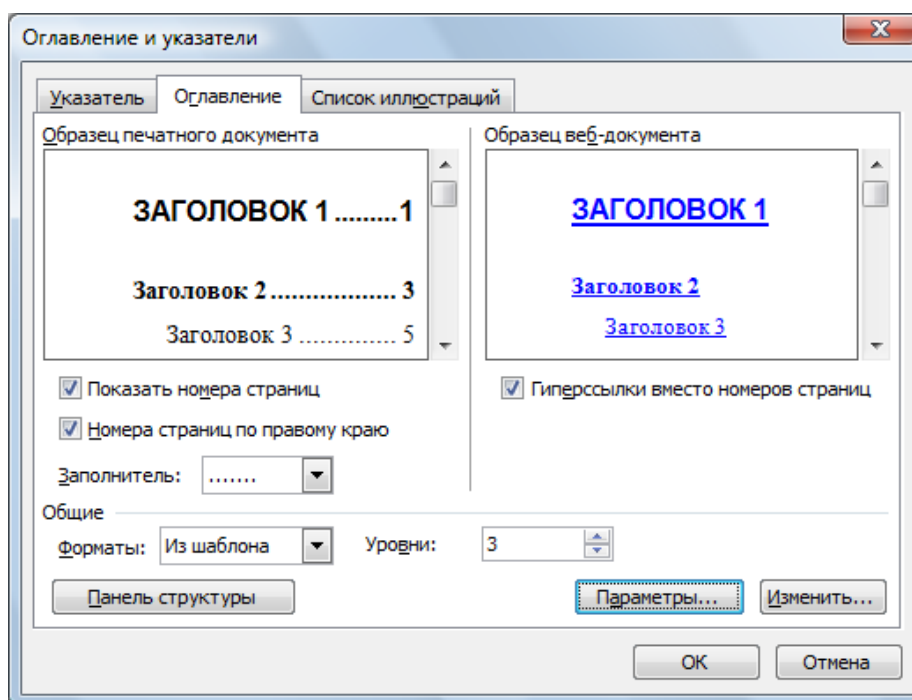 Оглавление и указатели
Указатель Оглавление Список иллюстраций
Образец печатного документа
ЗАГОЛОВОК 1.........1
Заголовок 2................... 3
Заголовок 3 ............... 5
Показать номера страниц
Номера страниц по правому краю
Заполнитель: .......
Образец веб-документа
ЗАГОЛОВОК 1
Заголовок 2
Заголовок 3
Гиперссылки вместо номеров страниц
Общие
Форматы: Из шаблона Уровни: 3
Панель структуры Параметры... Изменить...
ОК Отмена